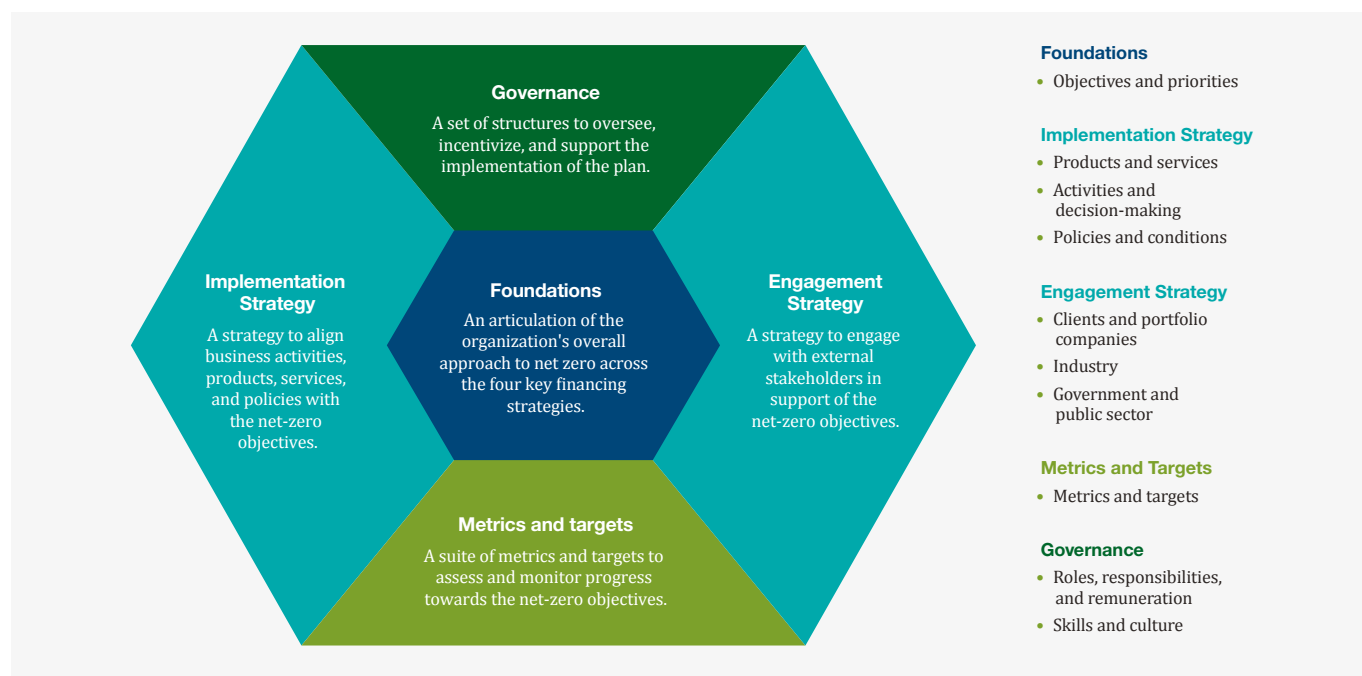 Governance
A set of structures to oversee,
incentivize, and support the
implementation of the plan.
Implementation
Strategy
A strategy to align
business activities,
products, services,
and policies with
the net-zero
objectives.
Foundations
An articulation of the
organization's overall
approach to net zero across
the four key financing
strategies.
Engagement
Strategy
A strategy to engage
with external
stakeholders in
support of the
net-zero objectives.
Metrics and targets
A suite of metrics and targets to
assess and monitor progress
towards the net-zero objectives.
Foundations
• Objectives and priorities
Implementation Strategy
• Products and services
• Activities and
decision-making
• Policies and conditions
Engagement Strategy
• Clients and portfolio
companies
• Industry
• Government and
public sector
Metrics and Targets
• Metrics and targets
Governance
• Roles, responsibilities,
and remuneration
• Skills and culture